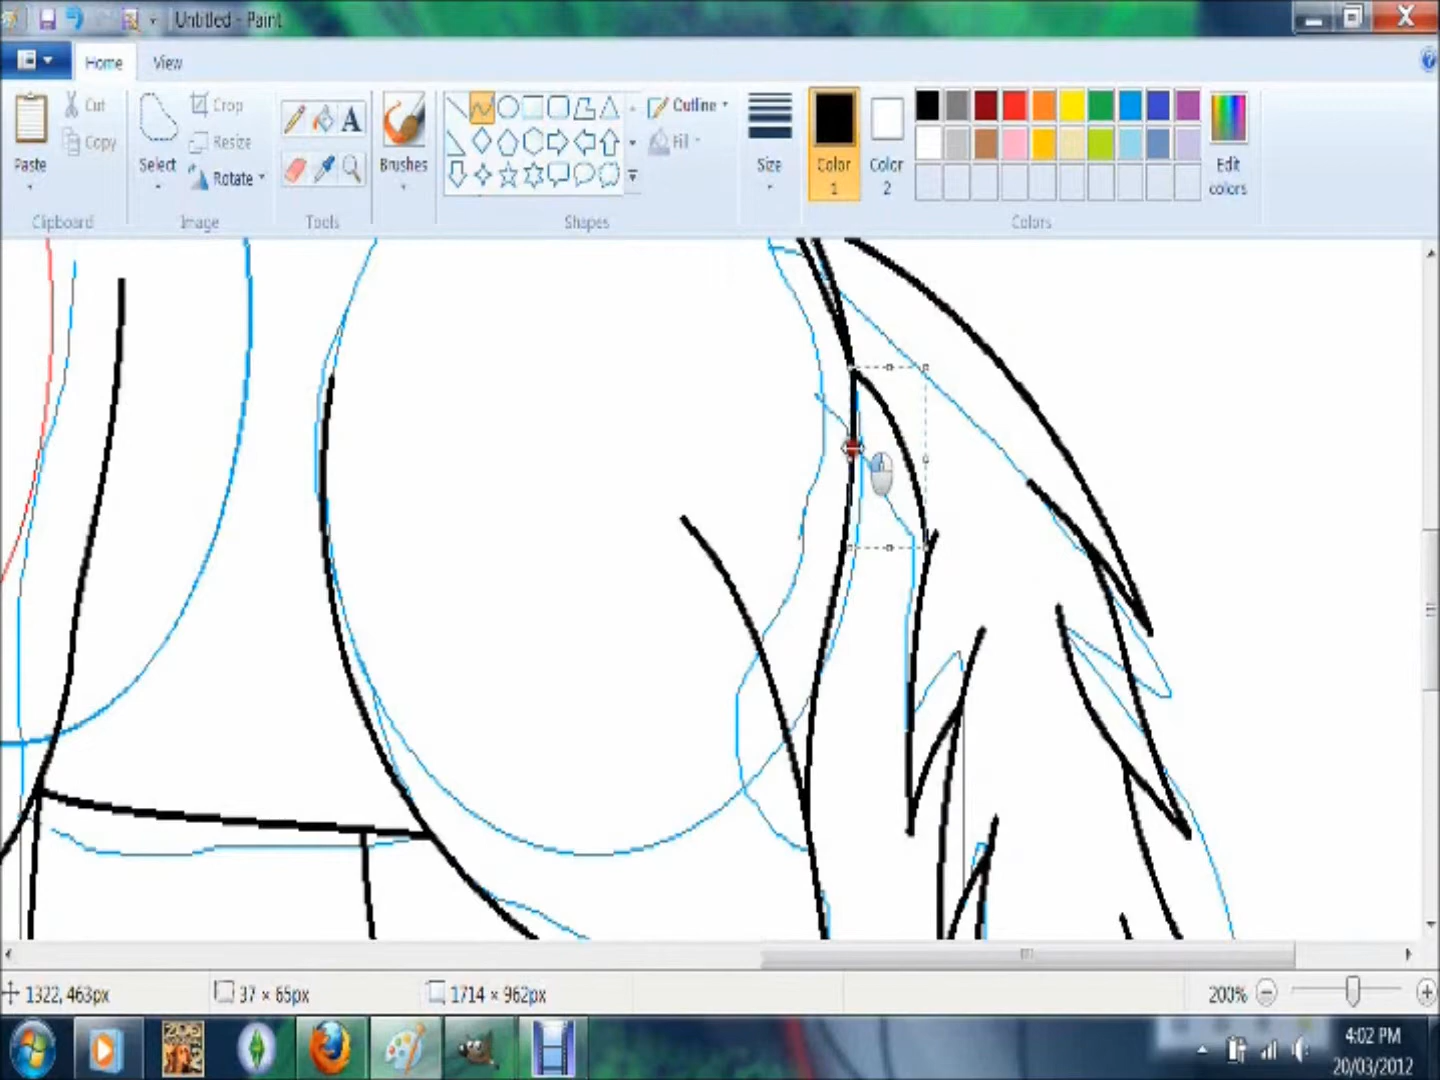 Untitled - Paint
Home View
Paste
Cut
Copy
Clipboard
Select
Crop
Resize
Rotate
Image
A
Tools
Brushes
Outline
Fill
Shapes
Size
Color 1
Color 2
Edit colors
Colors
1322, 463px
37 × 65px
1714 × 962px
200%
4:02 PM
20/03/2012